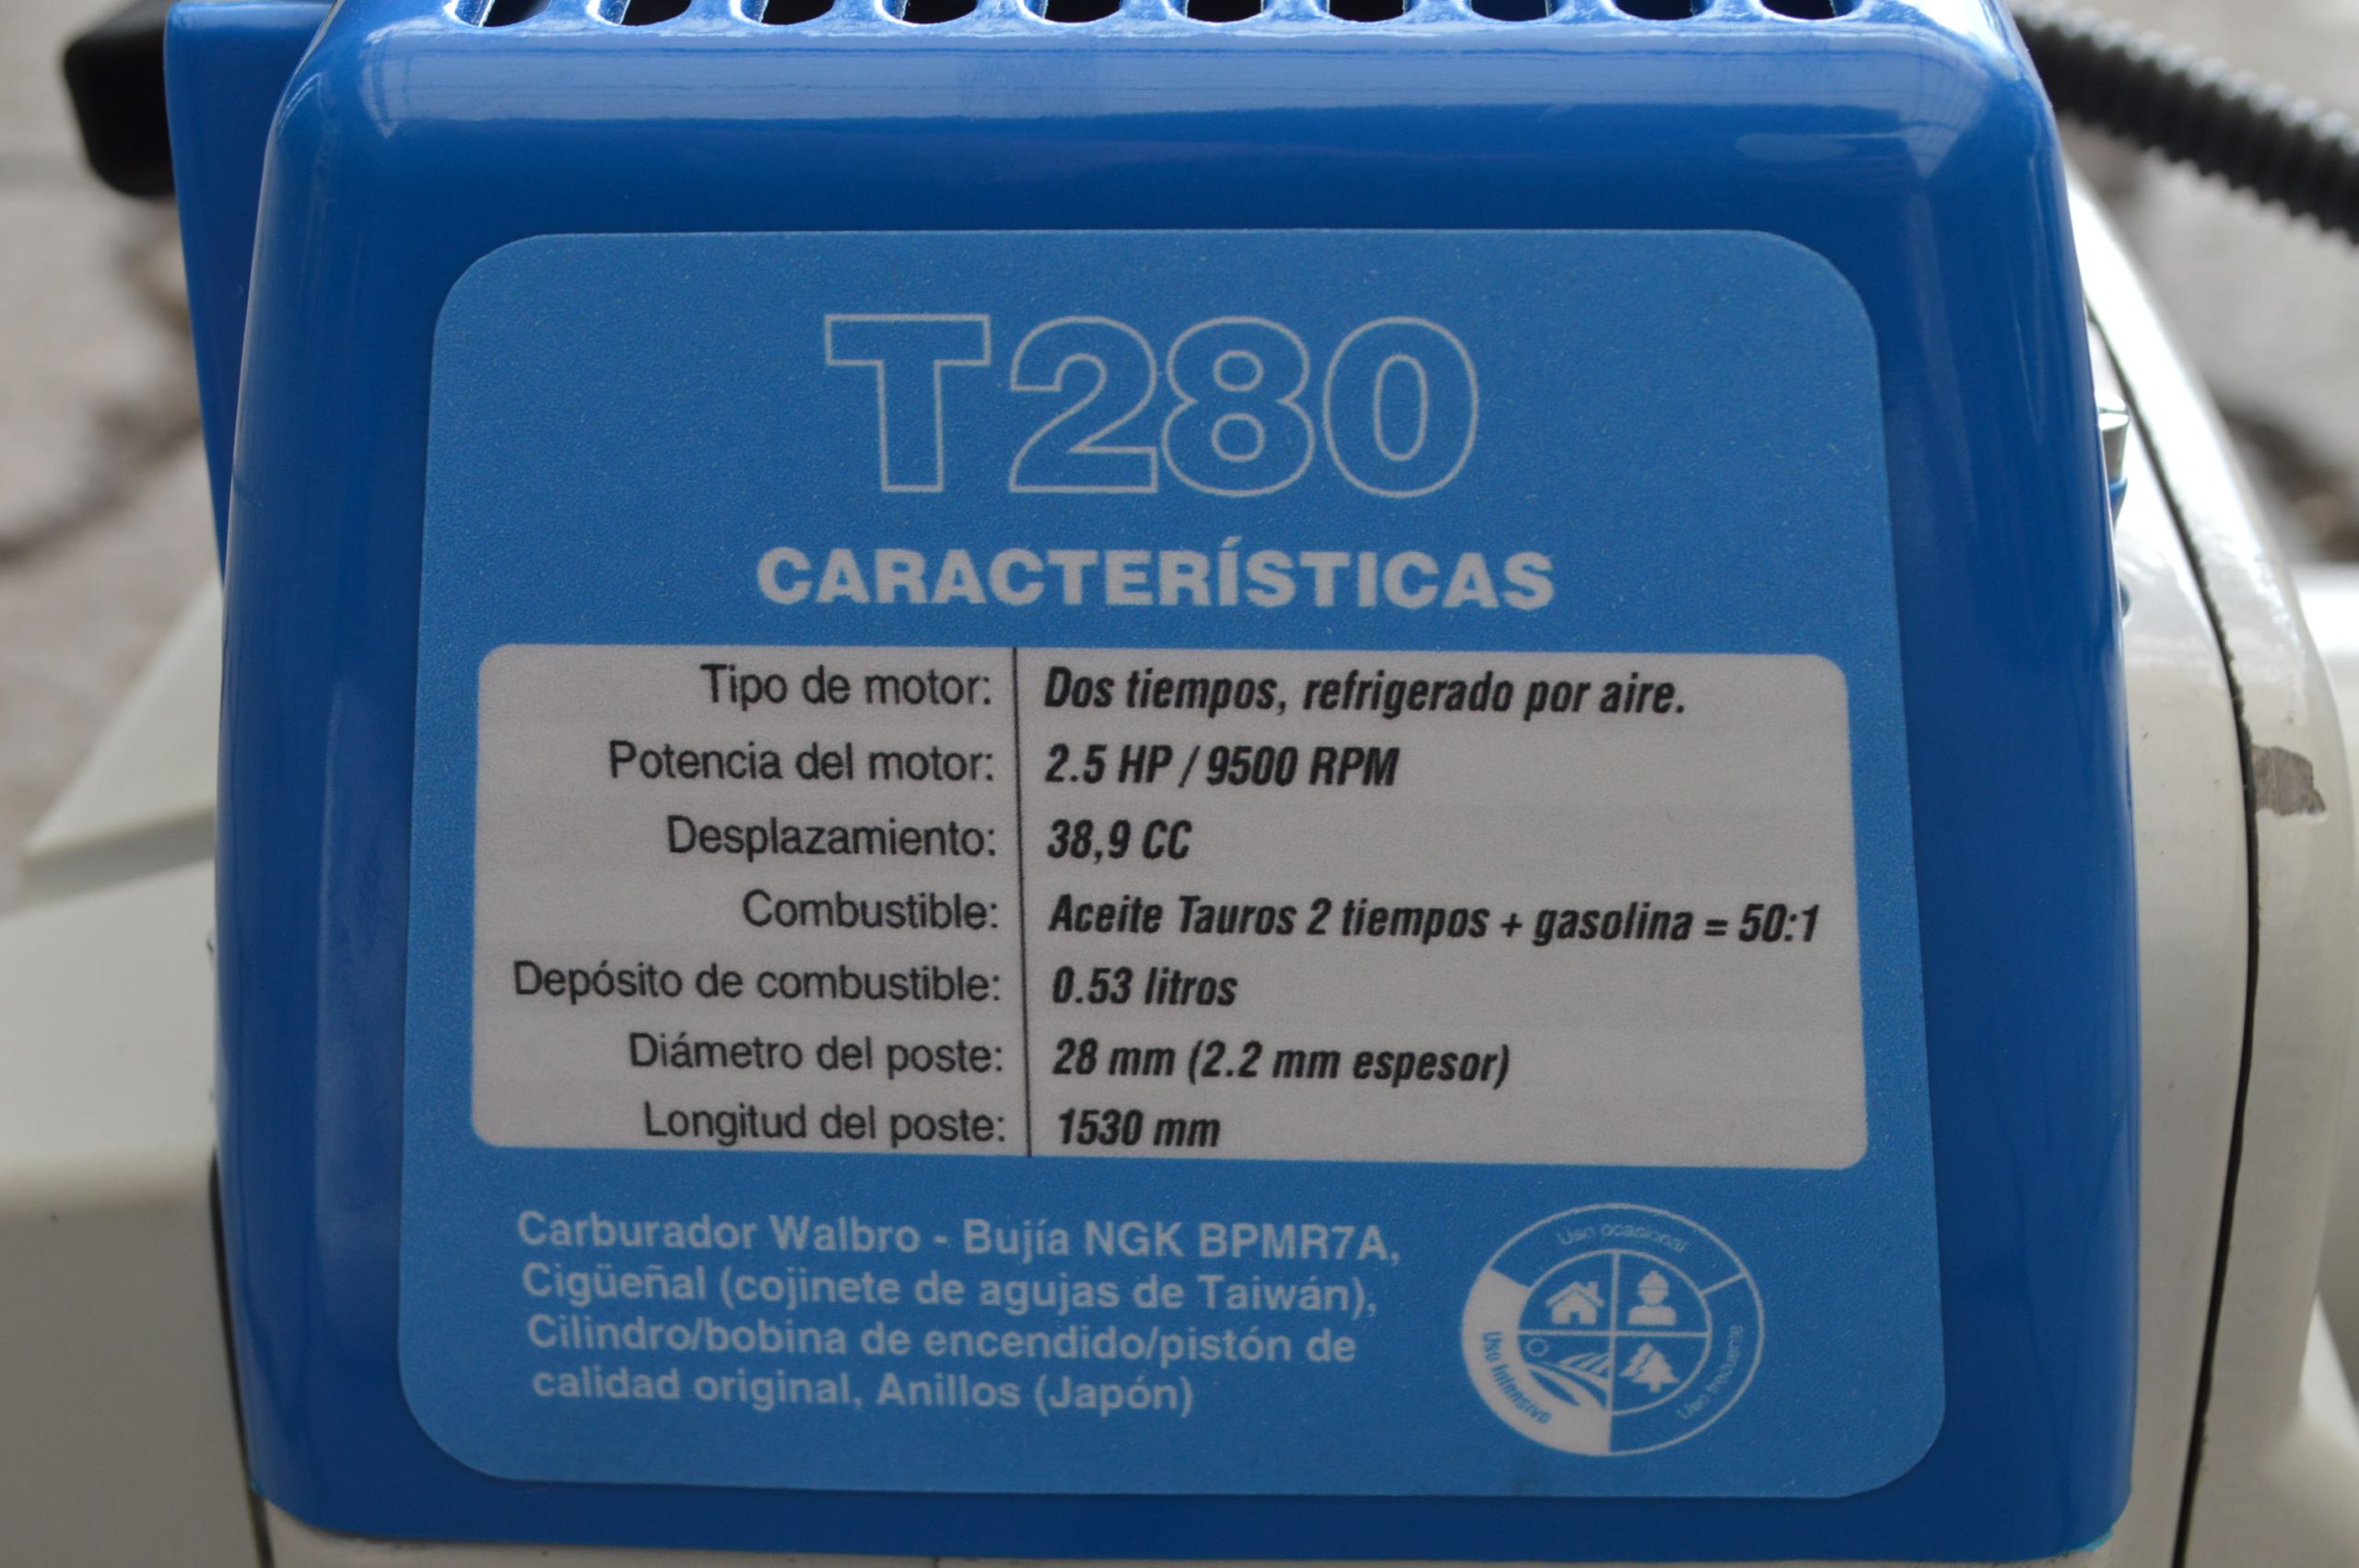 T280
CARACTERÍSTICAS
Tipo de motor: Dos tiempos, refrigerado por aire.
Potencia del motor: 2.5 HP / 9500 RPM
Desplazamiento: 38,9 CC
Combustible: Aceite Tauros 2 tiempos + gasolina = 50:1
Depósito de combustible: 0.53 litros
Diámetro del poste: 28 mm (2.2 mm espesor)
Longitud del poste: 1530 mm
Carburador Walbro - Bujía NGK BPMR7A,
Cigüeñal (cojinete de agujas de Taiwán),
Cilindro/bobina de encendido/pistón de
calidad original, Anillos (Japón)
Uso ocasional
Uso frecuente
Uso intensivo